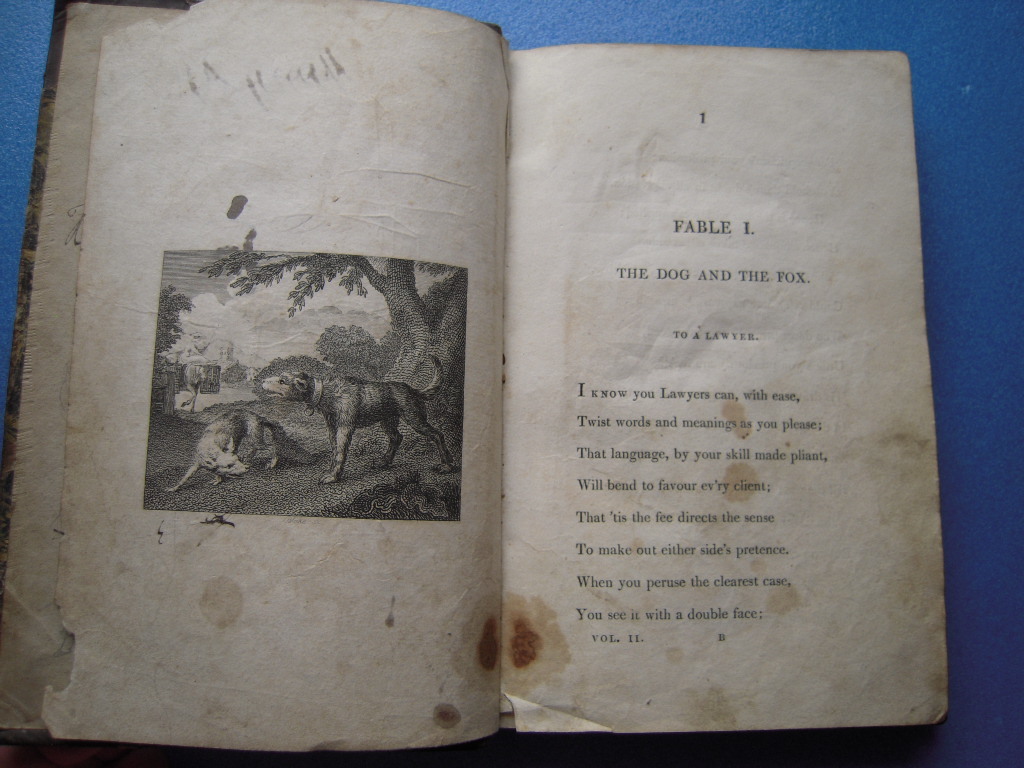 1
FABLE I.
THE DOG AND THE FOX.
TO A LAWYER.
I KNOW you Lawyers can, with ease,
Twist words and meanings as you please;
That language, by your skill made pliant,
Will bend to favour ev'ry client;
That 'tis the fee directs the sense
To make out either side's pretence.
When you peruse the clearest case,
You see it with a double face;
VOL. II. B